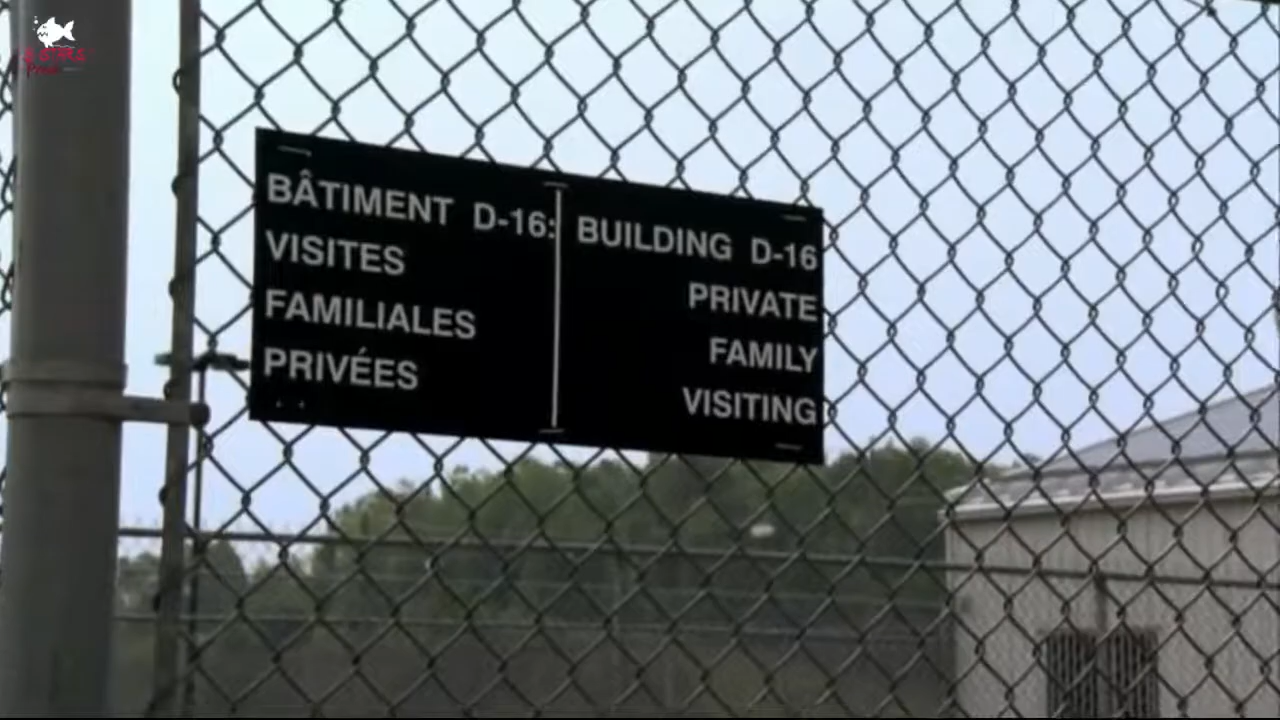 BÂTIMENT D-16:
VISITES
FAMILIALES
PRIVÉES
BUILDING D-16
PRIVATE
FAMILY
VISITING